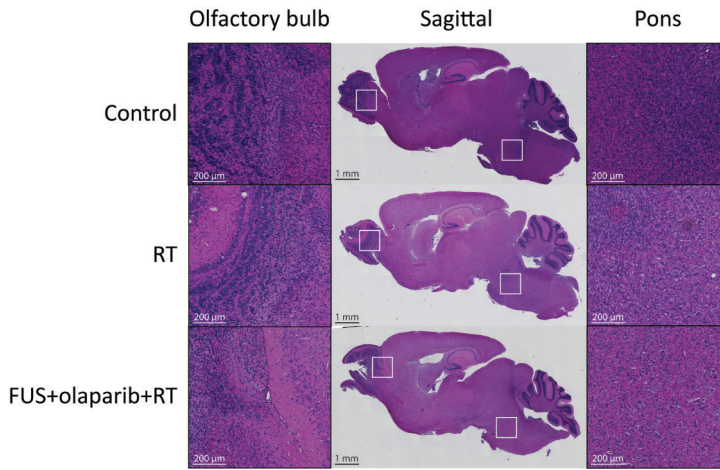 Olfactory bulb Sagittal Pons
Control
200 µm 1 mm 200 µm
RT
200 µm 1 mm 200 µm
FUS+olaparib+RT
200 µm 1 mm 200 µm